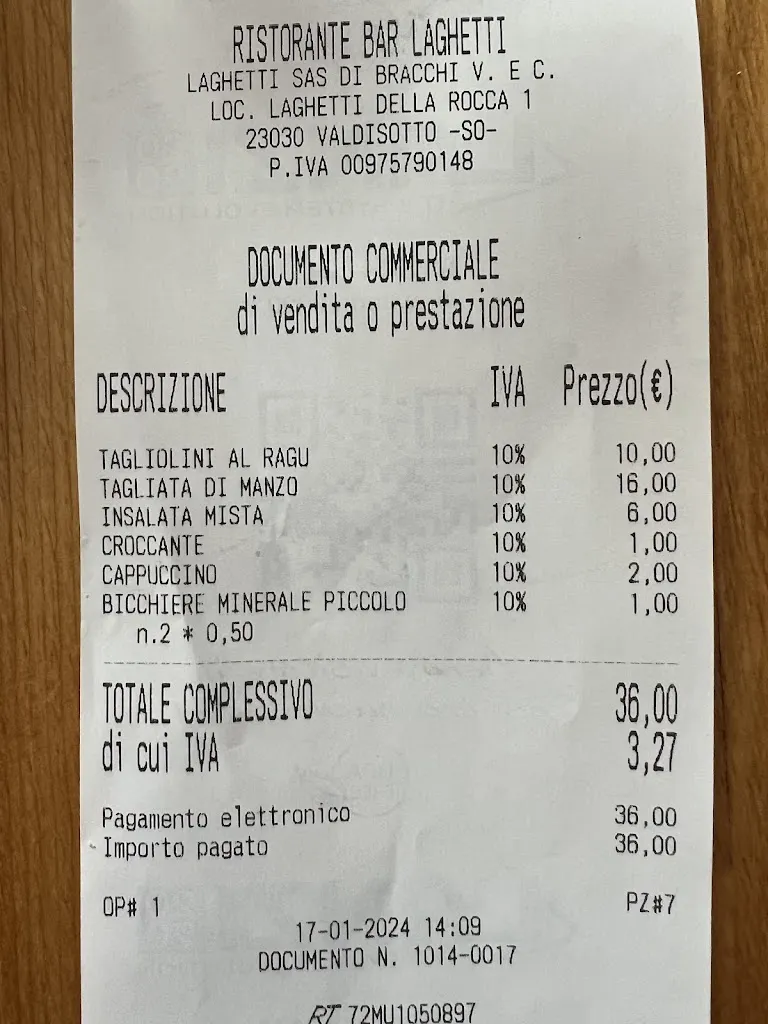 RISTORANTE BAR LAGHETTI
LAGHETTI SAS DI BRACCHI V. E C.
LOC. LAGHETTI DELLA ROCCA 1
23030 VALDISOTTO -SO-
P.IVA 00975790148
DOCUMENTO COMMERCIALE
di vendita o prestazione
DESCRIZIONE IVA Prezzo(€)
TAGLIOLINI AL RAGU 10% 10,00
TAGLIATA DI MANZO 10% 16,00
INSALATA MISTA 10% 6,00
CROCCANTE 10% 1,00
CAPPUCCINO 10% 2,00
BICCHIERE MINERALE PICCOLO 10% 1,00
n.2 * 0,50
TOTALE COMPLESSIVO 36,00
di cui IVA 3,27
Pagamento elettronico 36,00
Importo pagato 36,00
OP# 1 PZ#7
17-01-2024 14:09
DOCUMENTO N. 1014-0017
RT 72MU1050897